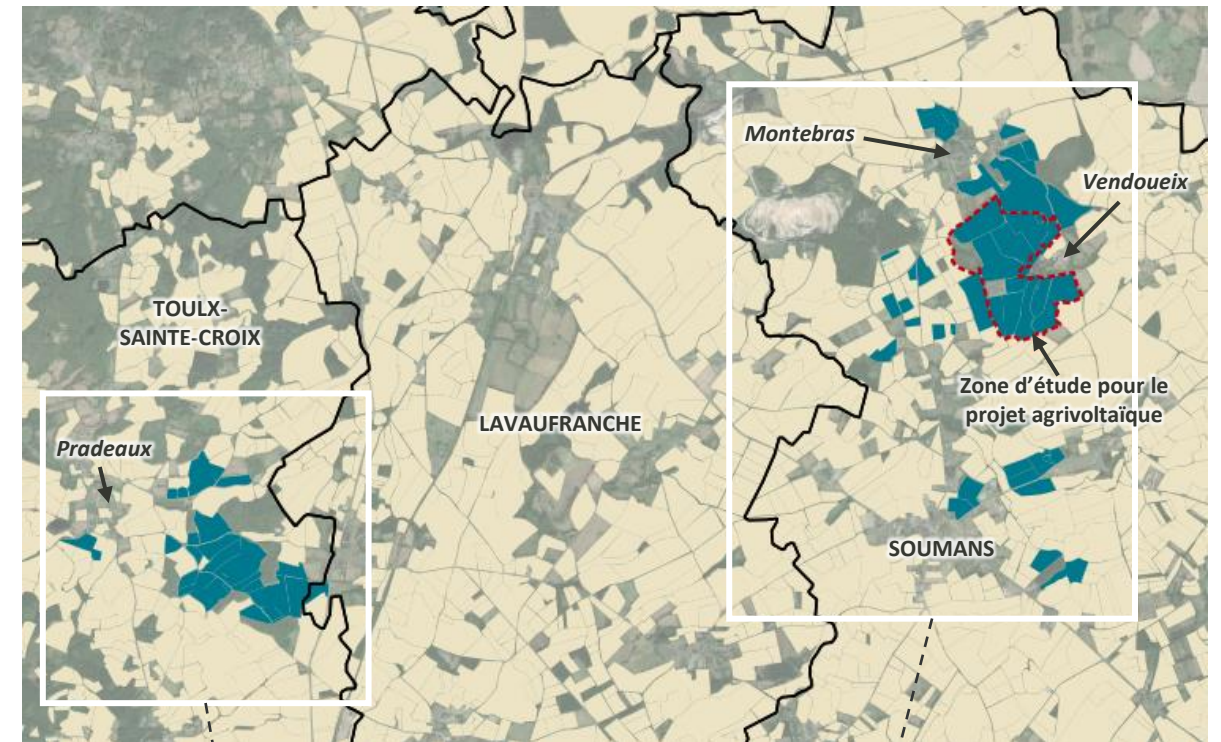 Montebras
Vendoueix
TOULX-
SAINTE-CROIX
Zone d'étude pour le
projet agrivoltaïque
LAVAUFRANCHE
Pradeaux
SOUMANS